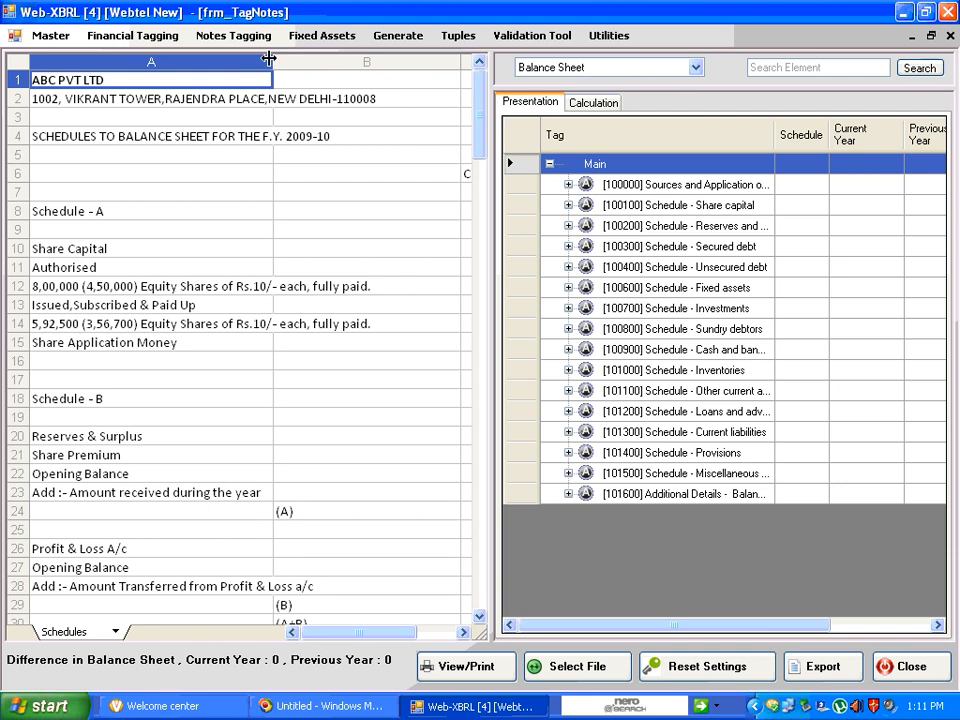 Web-XBRL [4] [Webtel New] - [frm_TagNotes]
Master Financial Tagging Notes Tagging Fixed Assets Generate Tuples Validation Tool Utilities
A B
1 ABC PVT LTD
2 1002, VIKRANT TOWER,RAJENDRA PLACE,NEW DELHI-110008
3
4 SCHEDULES TO BALANCE SHEET FOR THE F.Y. 2009-10
5
6 C
7
8 Schedule - A
9
10 Share Capital
11 Authorised
12 8,00,000 (4,50,000) Equity Shares of Rs.10/- each, fully paid.
13 Issued,Subscribed & Paid Up
14 5,92,500 (3,56,700) Equity Shares of Rs.10/- each, fully paid.
15 Share Application Money
16
17
18 Schedule - B
19
20 Reserves & Surplus
21 Share Premium
22 Opening Balance
23 Add :- Amount received during the year
24 (A)
25
26 Profit & Loss A/c
27 Opening Balance
28 Add :- Amount Transferred from Profit & Loss a/c
29 (B)
30 (A+B)
Schedules
Balance Sheet Search Element Search
Presentation Calculation
Tag Schedule Current Year Previous Year
Main
[100000] Sources and Application o...
[100100] Schedule - Share capital
[100200] Schedule - Reserves and ...
[100300] Schedule - Secured debt
[100400] Schedule - Unsecured debt
[100600] Schedule - Fixed assets
[100700] Schedule - Investments
[100800] Schedule - Sundry debtors
[100900] Schedule - Cash and ban...
[101000] Schedule - Inventories
[101100] Schedule - Other current a...
[101200] Schedule - Loans and adv...
[101300] Schedule - Current liabilities
[101400] Schedule - Provisions
[101500] Schedule - Miscellaneous ...
[101600] Additional Details - Balan...
Difference in Balance Sheet , Current Year : 0 , Previous Year : 0
View/Print Select File Reset Settings Export Close
start Welcome center Untitled - Windows M... Web-XBRL [4] [Webt... nero SEARCH 1:11 PM